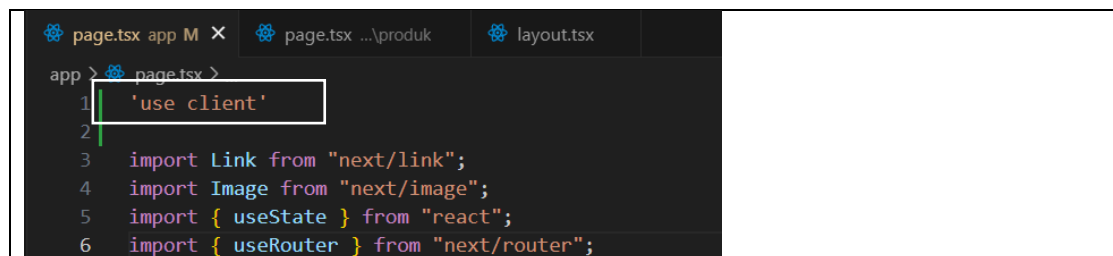 page.tsx app M × page.tsx ...\produk layout.tsx
app > page.tsx >
1 'use client'
2
3 import Link from "next/link";
4 import Image from "next/image";
5 import { useState } from "react";
6 import { useRouter } from "next/router";